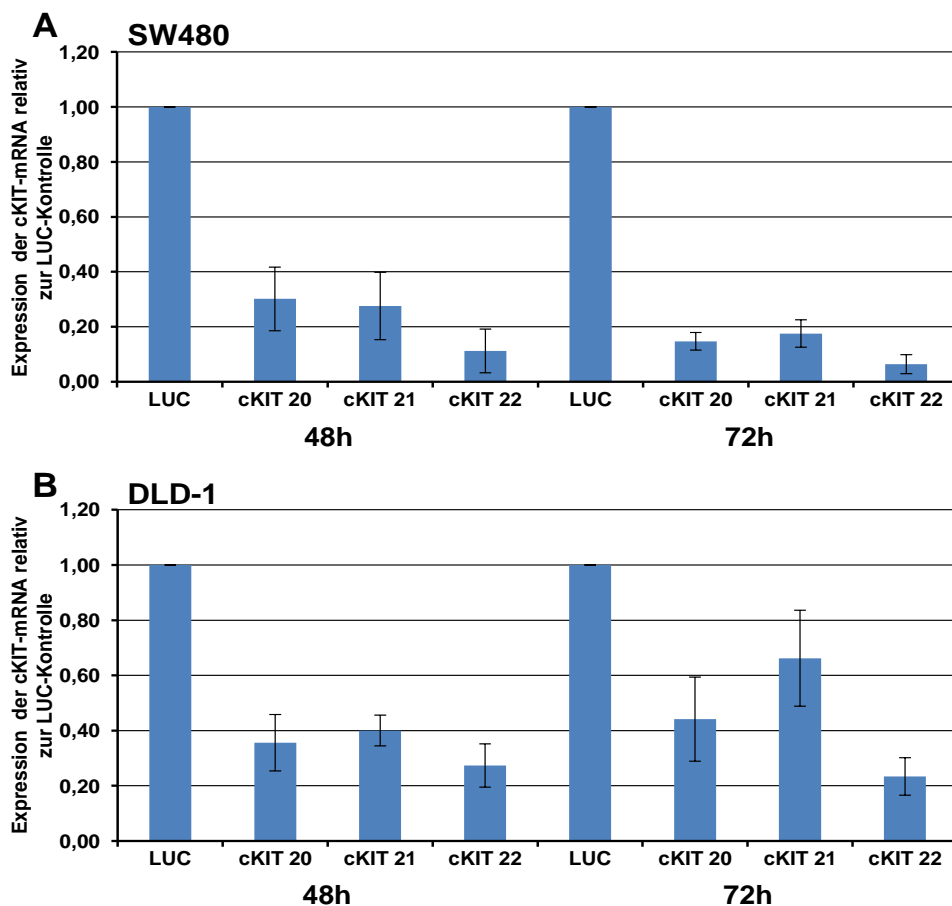 A
SW480
Expression der cKIT-mRNA relativ
zur LUC-Kontrolle
1,20
1,00
0,80
0,60
0,40
0,20
0,00
LUC cKIT 20 cKIT 21 cKIT 22 LUC cKIT 20 cKIT 21 cKIT 22
48h 72h
B
DLD-1
Expression der cKIT-mRNA relativ
zur LUC-Kontrolle
1,20
1,00
0,80
0,60
0,40
0,20
0,00
LUC cKIT 20 cKIT 21 cKIT 22 LUC cKIT 20 cKIT 21 cKIT 22
48h 72h